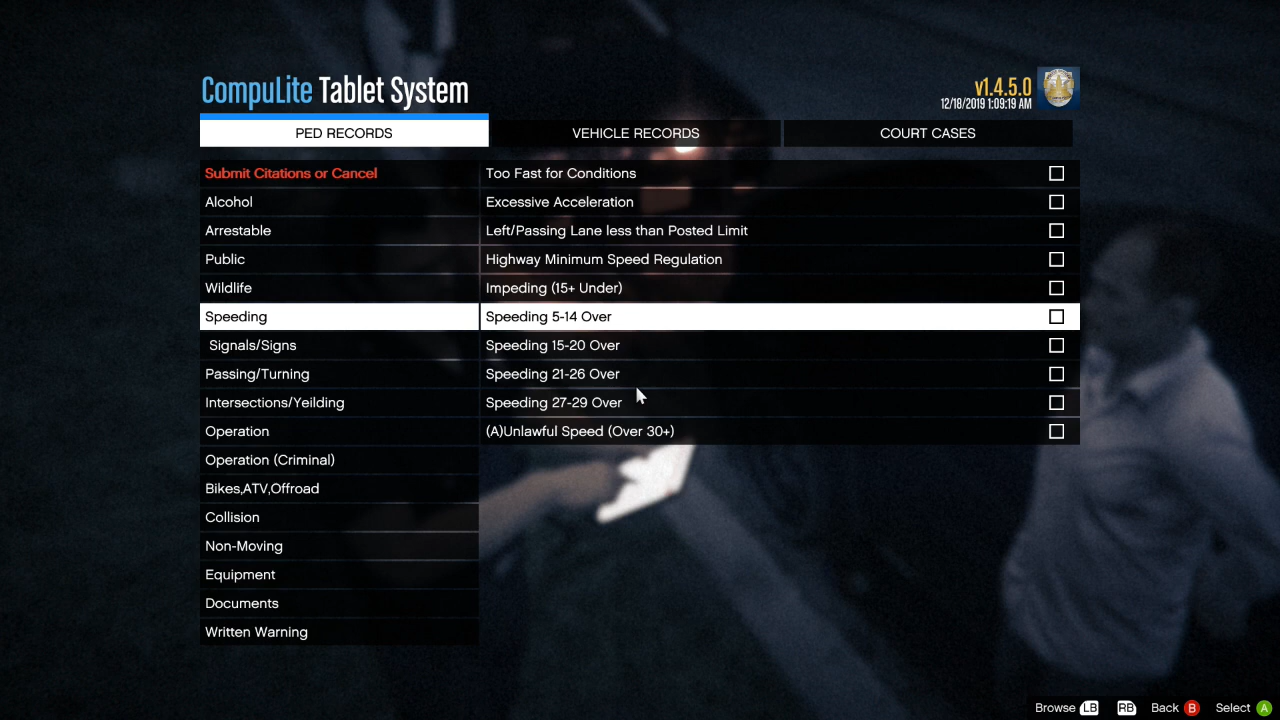 CompuLite Tablet System
v1.4.5.0
12/18/2019 1:09:19 AM
PED RECORDS
VEHICLE RECORDS
COURT CASES
Submit Citations or Cancel
Alcohol
Arrestable
Public
Wildlife
Speeding
Signals/Signs
Passing/Turning
Intersections/Yeilding
Operation
Operation (Criminal)
Bikes,ATV,Offroad
Collision
Non-Moving
Equipment
Documents
Written Warning
Too Fast for Conditions
Excessive Acceleration
Left/Passing Lane less than Posted Limit
Highway Minimum Speed Regulation
Impeding (15+ Under)
Speeding 5-14 Over
Speeding 15-20 Over
Speeding 21-26 Over
Speeding 27-29 Over
(A)Unlawful Speed (Over 30+)
Browse LB RB Back B Select A